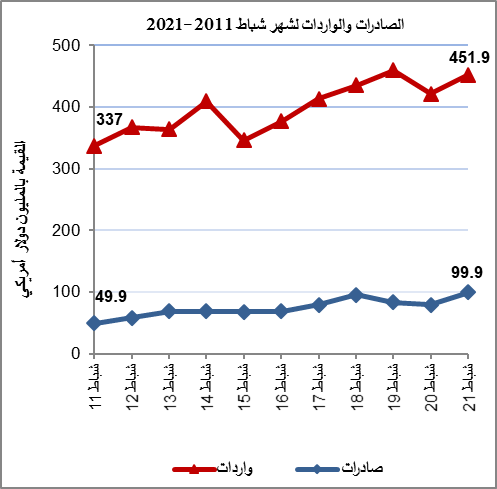 الصادرات والواردات لشهر شباط 2011 -2021
القيمة بالمليون دولار أمريكي
500
400
300
200
100
0
337
451.9
49.9
99.9
شباط 11
شباط 12
شباط 13
شباط 14
شباط 15
شباط 16
شباط 17
شباط 18
شباط 19
شباط 20
شباط 21
صادرات
واردات